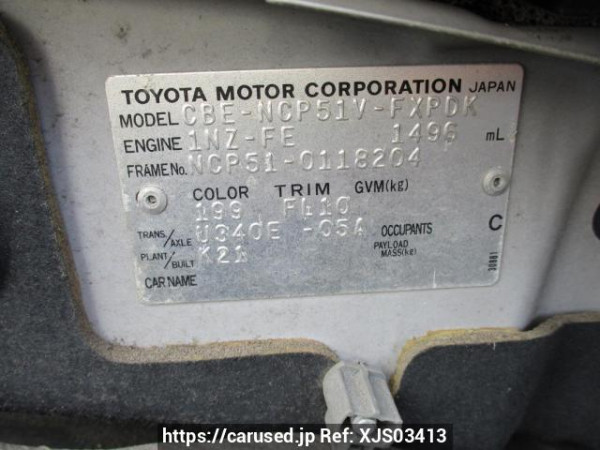 TOYOTA MOTOR CORPORATION JAPAN
MODEL CBE-NCP51V-FXPDK
ENGINE 1NZ-FE 1496 mL
FRAME No. NCP51-0118204
COLOR TRIM GVM(kg)
199 FL10
TRANS./AXLE U340E -05A OCCUPANTS C
PLANT/BUILT K21 PAYLOAD MASS(kg)
CAR NAME
https://carused.jp Ref: XJS03413